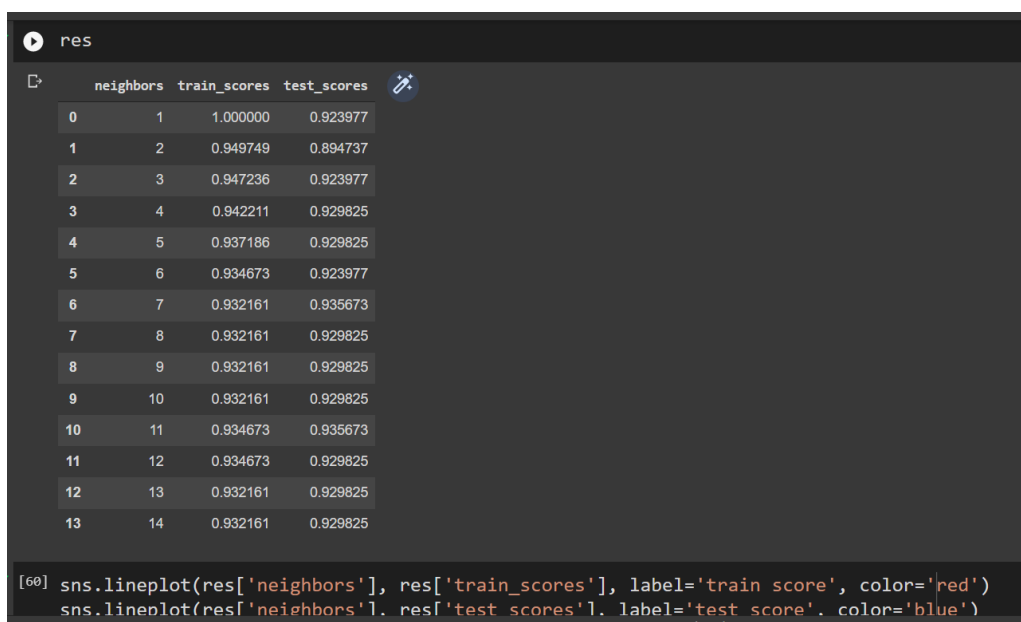 res
neighbors train_scores test_scores
0 1 1.000000 0.923977
1 2 0.949749 0.894737
2 3 0.947236 0.923977
3 4 0.942211 0.929825
4 5 0.937186 0.929825
5 6 0.934673 0.923977
6 7 0.932161 0.935673
7 8 0.932161 0.929825
8 9 0.932161 0.929825
9 10 0.932161 0.929825
10 11 0.934673 0.935673
11 12 0.934673 0.929825
12 13 0.932161 0.929825
13 14 0.932161 0.929825
[60] sns.lineplot(res['neighbors'], res['train_scores'], label='train score', color='red')
sns.lineplot(res['neighbors'], res['test_scores'], label='test score', color='blue')